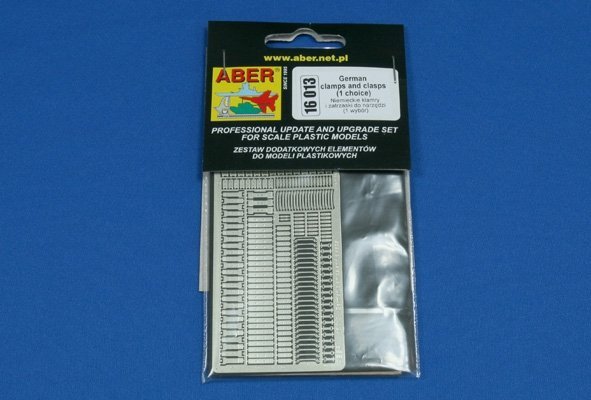 www.aber.net.pl
ABER®
SINCE 1995
16 013
German
clamps and clasps
(1 choice)
Niemieckie klamry
i zatrzaski do narzędzi
(1 wybór)
PROFESSIONAL UPDATE AND UPGRADE SET
FOR SCALE PLASTIC MODELS
ZESTAW DODATKOWYCH ELEMENTÓW
DO MODELI PLASTIKOWYCH